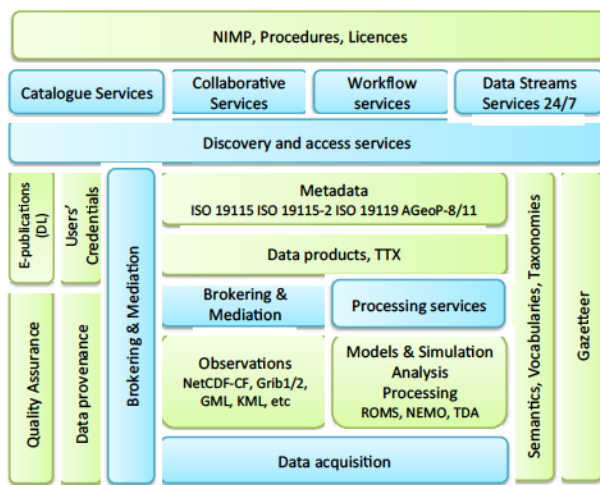 NIMP, Procedures, Licences
Catalogue Services
Collaborative
Services
Workflow
services
Data Streams
Services 24/7
Discovery and access services
E-publications
(DL)
Users'
Credentials
Brokering & Mediation
Metadata
ISO 19115 ISO 19115-2 ISO 19119 AGeoP-8/11
Data products, TTX
Brokering &
Mediation
Processing services
Observations
NetCDF-CF, Grib1/2,
GML, KML, etc
Models & Simulation
Analysis
Processing
ROMS, NEMO, TDA
Data acquisition
Quality Assurance
Data provenance
Semantics, Vocabularies, Taxonomies
Gazetteer